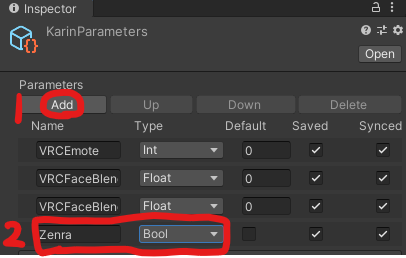 Inspector
KarinParameters
Open
Parameters
1 Add Up Down Delete
Name Type Default Saved Synced
VRCEmote Int 0
VRCFaceBlen Float 0
VRCFaceBlen Float 0
2 Zenra Bool